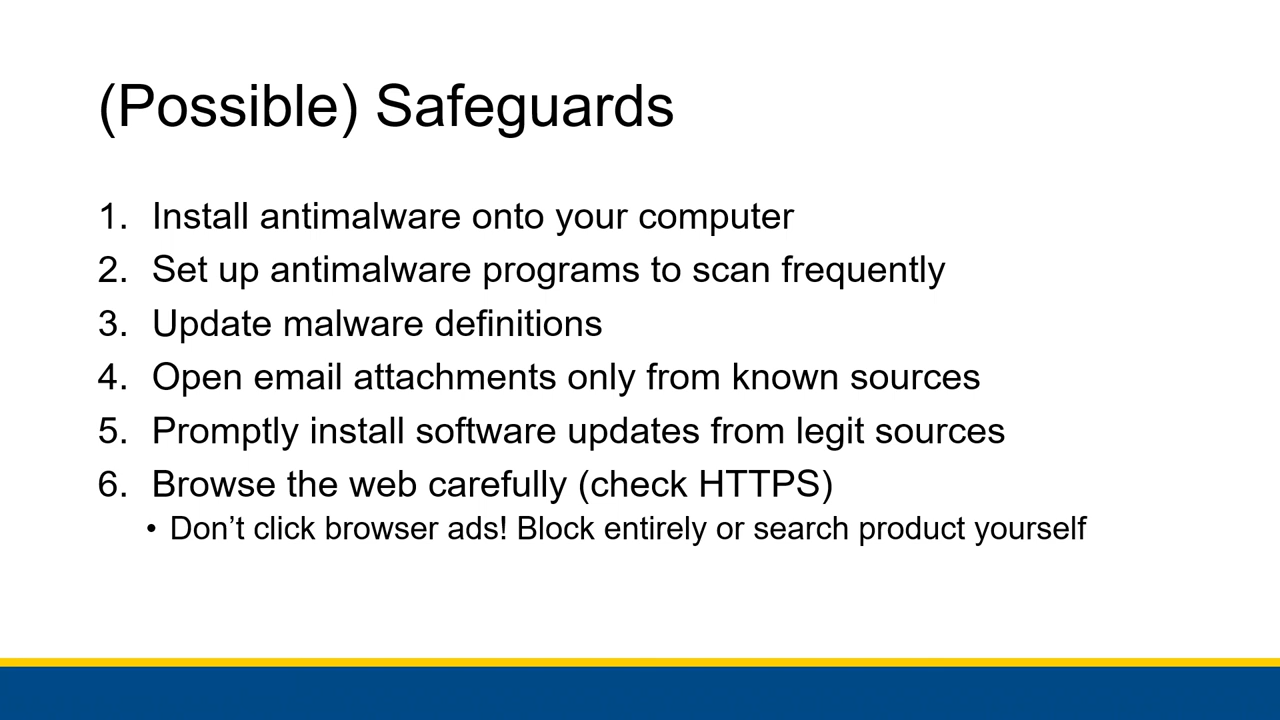 (Possible) Safeguards
1. Install antimalware onto your computer
2. Set up antimalware programs to scan frequently
3. Update malware definitions
4. Open email attachments only from known sources
5. Promptly install software updates from legit sources
6. Browse the web carefully (check HTTPS)
• Don’t click browser ads! Block entirely or search product yourself